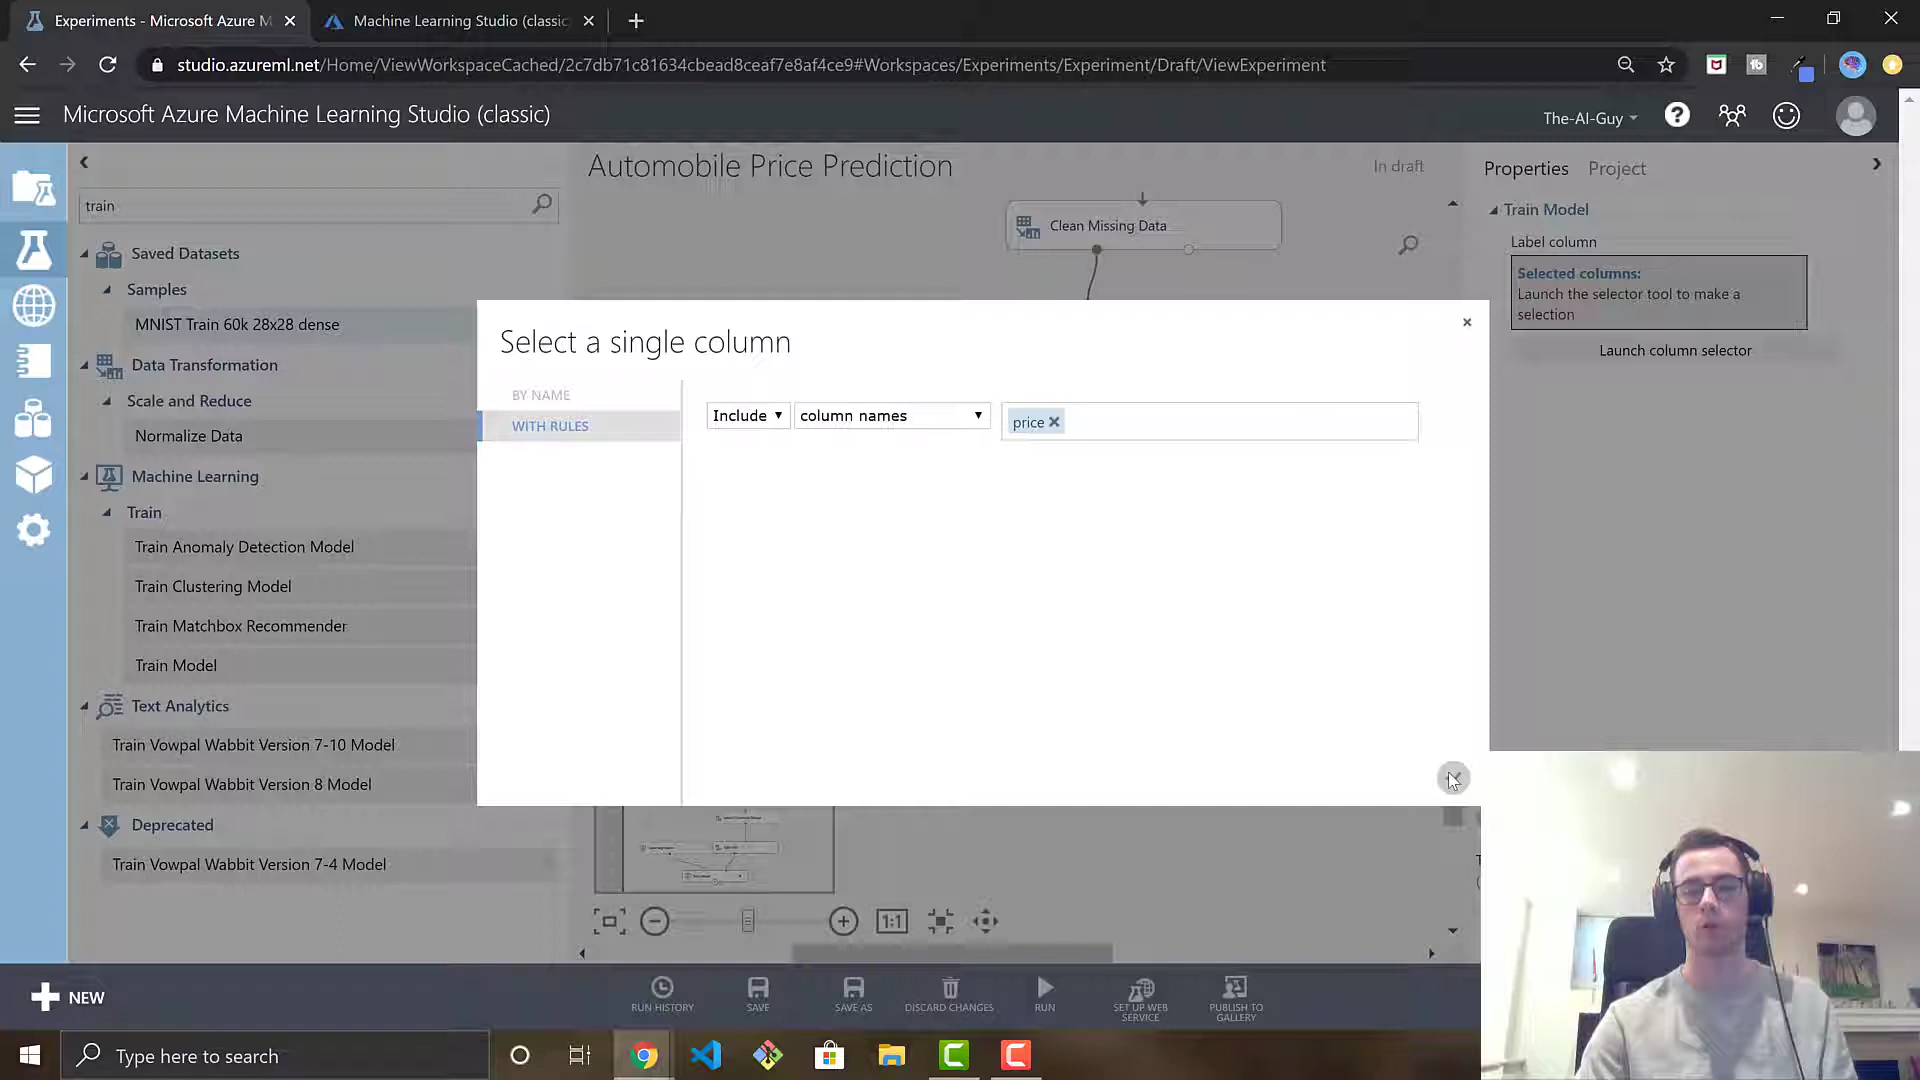 Experiments - Microsoft Azure M
Machine Learning Studio (classic
studio.azureml.net/Home/ViewWorkspaceCached/2c7db71c81634cbead8ceaf7e8af4ce9#Workspaces/Experiments/Experiment/Draft/ViewExperiment
Microsoft Azure Machine Learning Studio (classic)
The-AI-Guy
train
Saved Datasets
Samples
MNIST Train 60k 28x28 dense
Data Transformation
Scale and Reduce
Normalize Data
Machine Learning
Train
Train Anomaly Detection Model
Train Clustering Model
Train Matchbox Recommender
Train Model
Text Analytics
Train Vowpal Wabbit Version 7-10 Model
Train Vowpal Wabbit Version 8 Model
Deprecated
Train Vowpal Wabbit Version 7-4 Model
Automobile Price Prediction
In draft
Clean Missing Data
Select a single column
BY NAME
WITH RULES
Include
column names
price
Properties
Project
Train Model
Label column
Selected columns:
Launch the selector tool to make a
selection
Launch column selector
1:1
NEW
RUN HISTORY
SAVE
SAVE AS
DISCARD CHANGES
RUN
SET UP WEB
SERVICE
PUBLISH TO
GALLERY
Type here to search